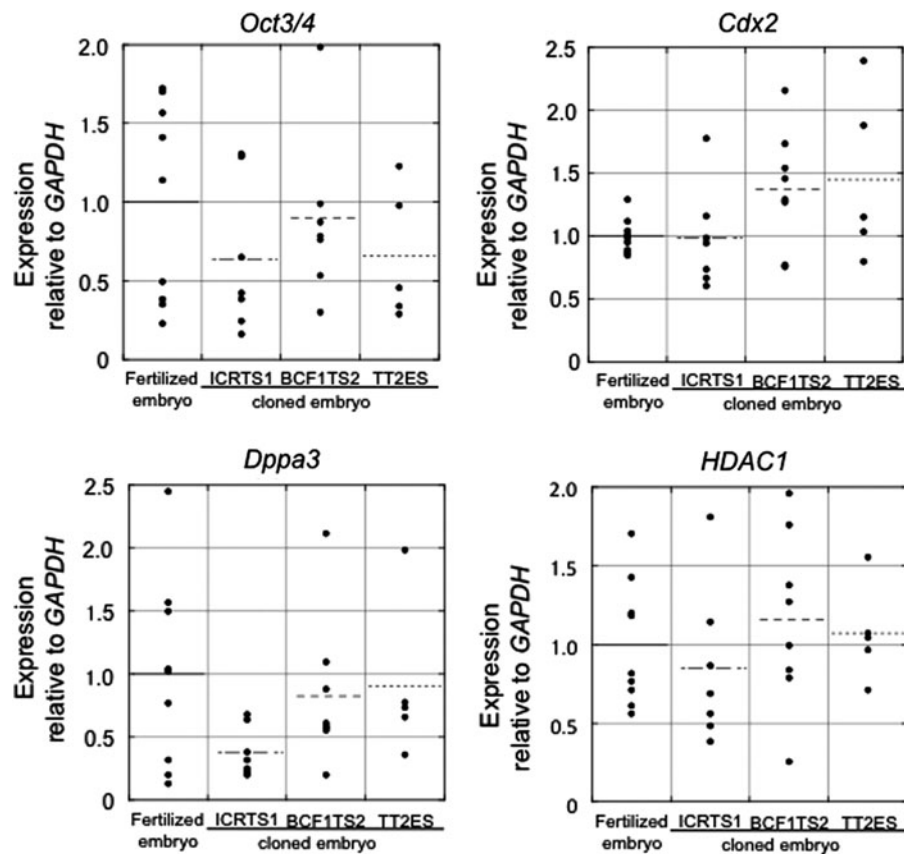 Oct3/4
Expression
relative to GAPDH
2.0
1.5
1.0
0.5
0
Fertilized
embryo
ICRTS1 BCF1TS2 TT2ES
cloned embryo
Cdx2
Expression
relative to GAPDH
2.5
2.0
1.5
1.0
0.5
0
Fertilized
embryo
ICRTS1 BCF1TS2 TT2ES
cloned embryo
Dppa3
Expression
relative to GAPDH
2.5
2.0
1.5
1.0
0.5
0
Fertilized
embryo
ICRTS1 BCF1TS2 TT2ES
cloned embryo
HDAC1
Expression
relative to GAPDH
2.0
1.5
1.0
0.5
0
Fertilized
embryo
ICRTS1 BCF1TS2 TT2ES
cloned embryo